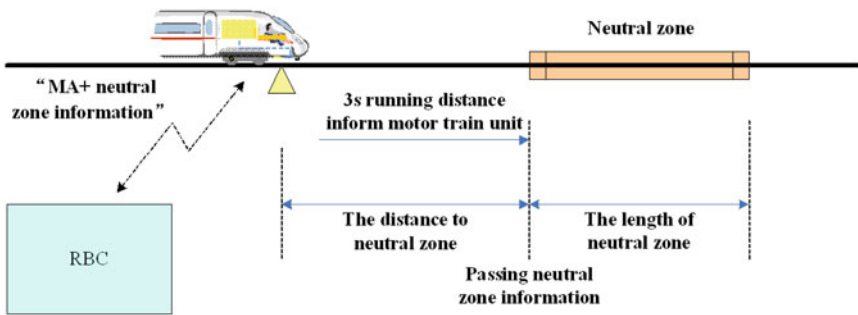 Neutral zone
“MA+ neutral
zone information”
3s running distance
inform motor train unit
The distance to
neutral zone
The length of
neutral zone
RBC
Passing neutral
zone information